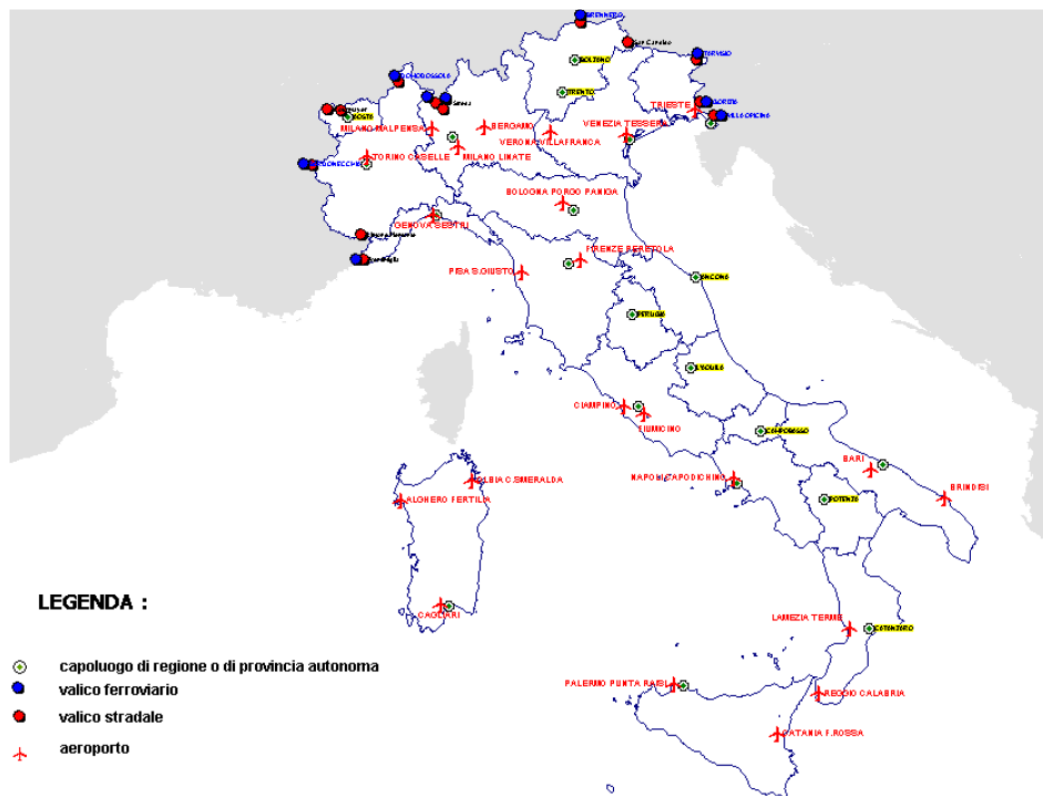 BRENNERO
San Candido
TARVISIO
BOLZANO
DOMODOSSOLA
TRENTO
GORIZIA
TRIESTE
VILLA OPICINA
AOSTA
MILANO MALPENSA
BERGAMO
VENEZIA TESSERA
VERONA VILLAFRANCA
TORINO CASELLE
MILANO LINATE
BOLOGNA PORGO PANIGA
GENOVA SESTRI
FIRENZE PERETOLA
PISA S.GIUSTO
ANCONA
PERUGIA
L'AQUILA
CIAMPINO
FIUMICINO
CAMPOBASSO
BARI
NAPOLI CAPODICHINO
OLBIA C.SMERALDA
BRINDISI
ALGHERO FERTILIA
POTENZA
LEGENDA :
CAGLIARI
LAMEZIA TERME
CATANZARO
capoluogo di regione o di provincia autonoma
PALERMO PUNTA RAISI
valico ferroviario
REGGIO CALABRIA
valico stradale
CATANIA F.ROSSA
aeroporto